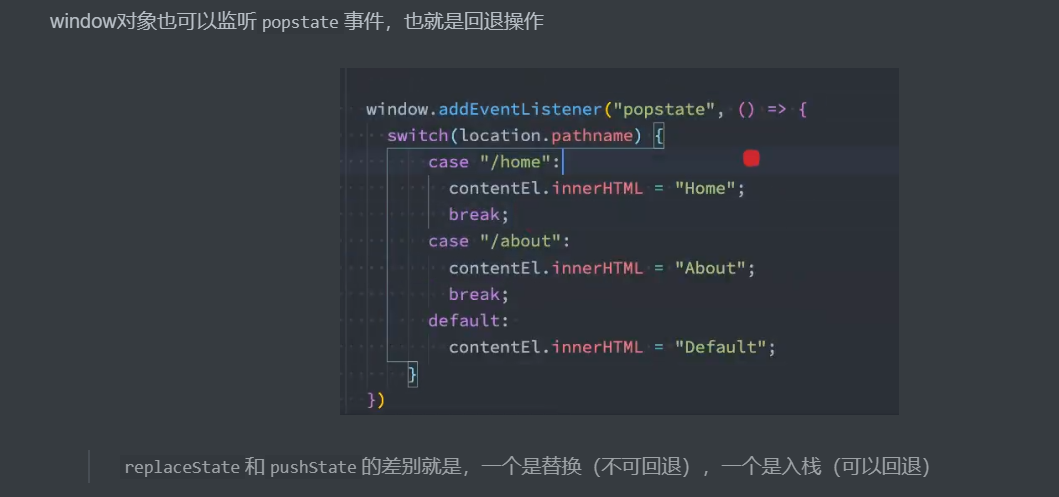 window对象也可以监听 popstate 事件，也就是回退操作
window.addEventListener("popstate", () => {
switch(location.pathname) {
case "/home":
contentEl.innerHTML = "Home";
break;
case "/about":
contentEl.innerHTML = "About";
break;
default:
contentEl.innerHTML = "Default";
}
})
replaceState 和 pushState 的差别就是，一个是替换（不可回退），一个是入栈（可以回退）